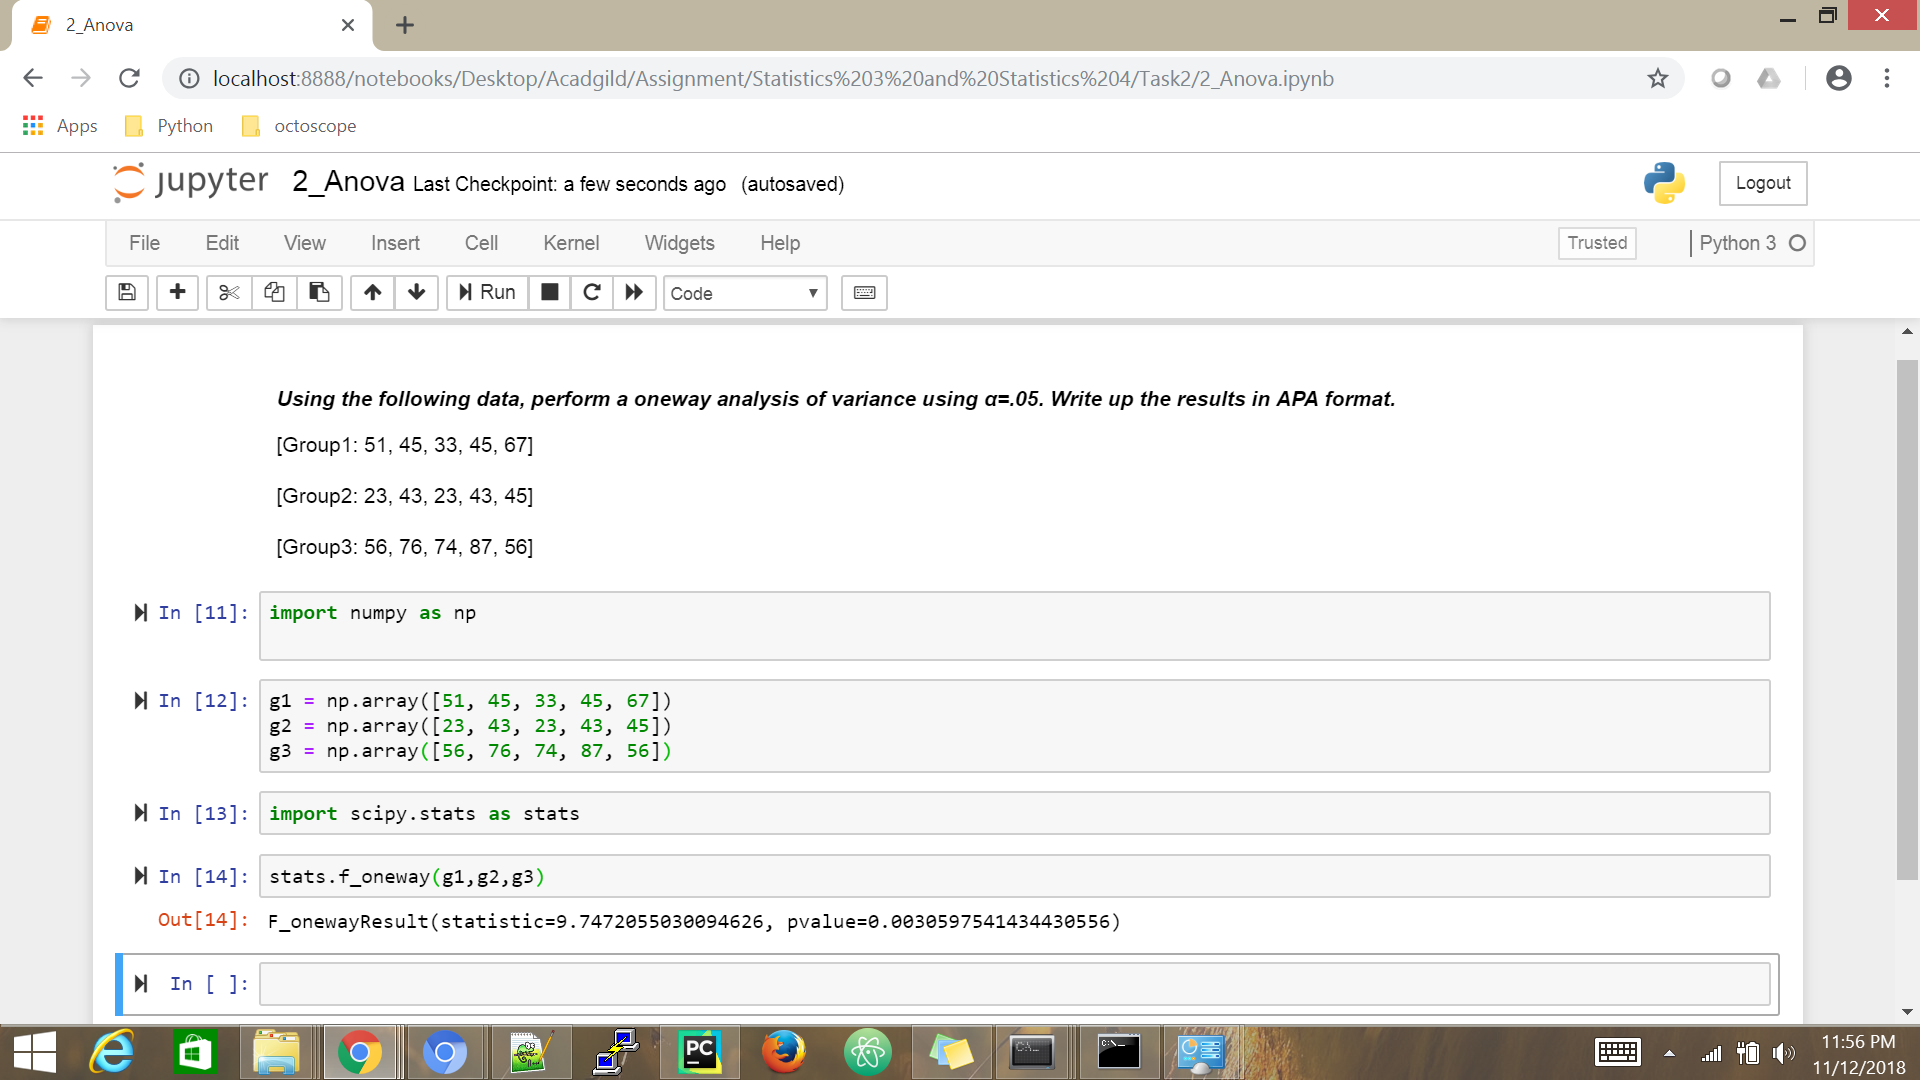 2_Anova
localhost:8888/notebooks/Desktop/Acadgild/Assignment/Statistics%203%20and%20Statistics%204/Task2/2_Anova.ipynb
Apps Python octoscope
jupyter 2_Anova Last Checkpoint: a few seconds ago (autosaved) Logout
File Edit View Insert Cell Kernel Widgets Help Trusted Python 3
Run Code
Using the following data, perform a oneway analysis of variance using α=.05. Write up the results in APA format.
[Group1: 51, 45, 33, 45, 67]
[Group2: 23, 43, 23, 43, 45]
[Group3: 56, 76, 74, 87, 56]
In [11]: import numpy as np
In [12]: g1 = np.array([51, 45, 33, 45, 67])
g2 = np.array([23, 43, 23, 43, 45])
g3 = np.array([56, 76, 74, 87, 56])
In [13]: import scipy.stats as stats
In [14]: stats.f_oneway(g1,g2,g3)
Out[14]: F_onewayResult(statistic=9.7472055030094626, pvalue=0.0030597541434430556)
In [ ]:
PC
C:\_
C:\_
11:56 PM
11/12/2018